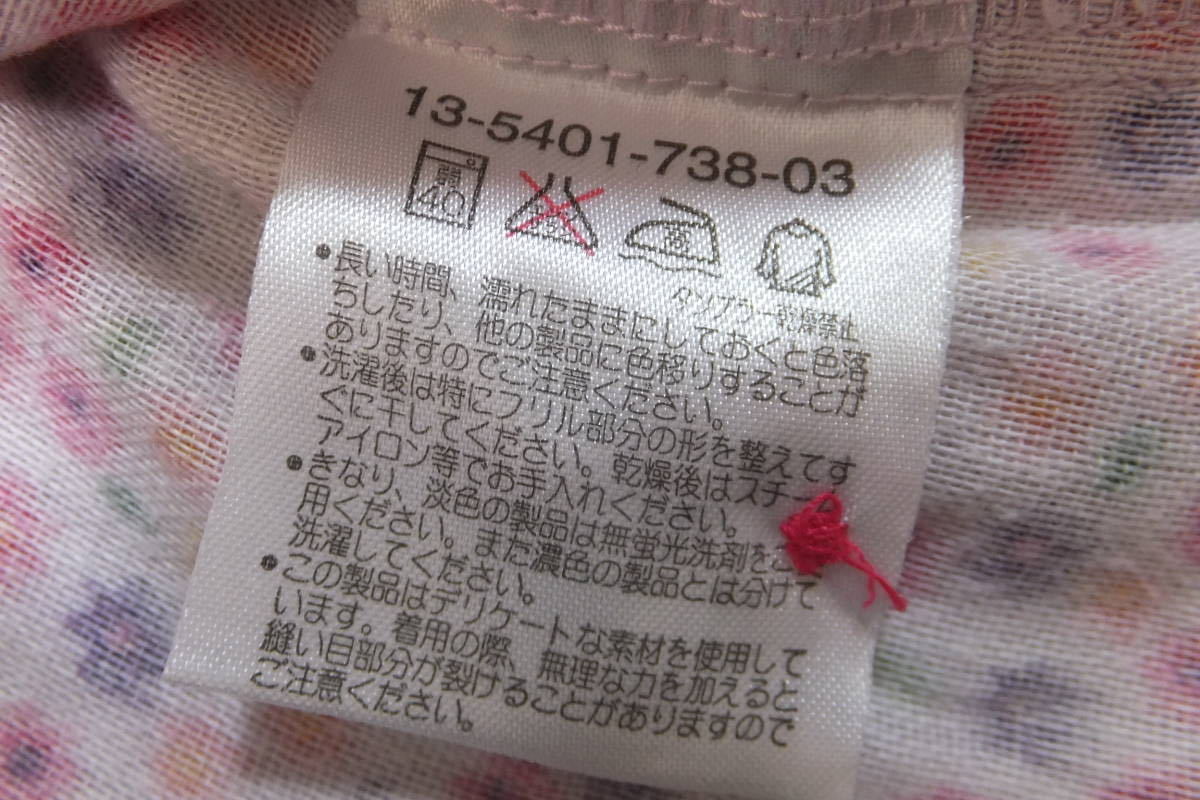 13-5401-738-03
40
高
タンブラー乾燥禁止
●長い時間、濡れたままにしておくと色落
ちしたり、他の製品に色移りすることが
ありますのでご注意ください。
●洗濯後は特にフリル部分の形を整えてす
ぐに干してください。乾燥後はスチーム
アイロン等でお手入れください。
●きなり、淡色の製品は無蛍光洗剤をご
用ください。また濃色の製品とは分けて
洗濯してください。
●この製品はデリケートな素材を使用して
います。着用の際、無理な力を加えると
縫い目部分が裂けることがありますので
ご注意ください。